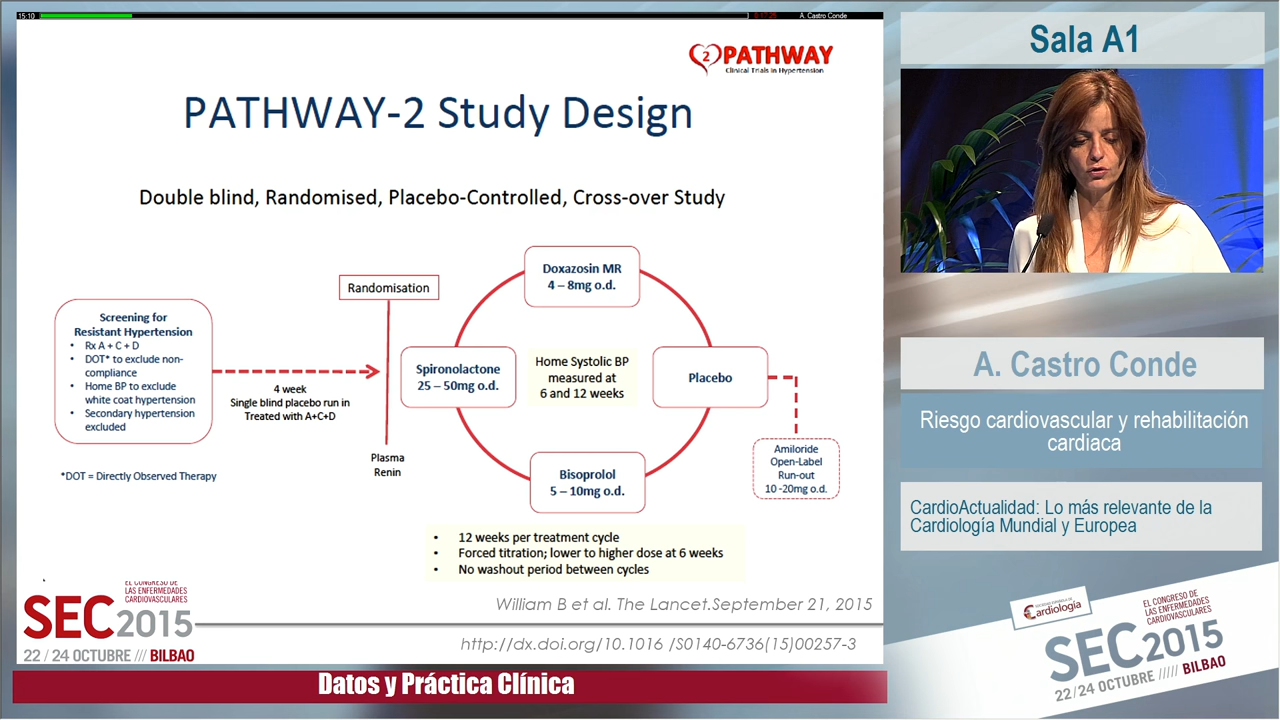 15:10
A. Castro Conde
2 PATHWAY
Clinical Trials in Hypertension
PATHWAY-2 Study Design
Double blind, Randomised, Placebo-Controlled, Cross-over Study
Screening for
Resistant Hypertension
• Rx A + C + D
• DOT* to exclude non-
compliance
• Home BP to exclude
white coat hypertension
• Secondary hypertension
excluded
*DOT = Directly Observed Therapy
4 week
Single blind placebo run in
Treated with A+C+D
Randomisation
Plasma
Renin
Doxazosin MR
4 – 8mg o.d.
Spironolactone
25 – 50mg o.d.
Home Systolic BP
measured at
6 and 12 weeks
Placebo
Bisoprolol
5 – 10mg o.d.
Amiloride
Open-Label
Run-out
10 -20mg o.d.
• 12 weeks per treatment cycle
• Forced titration; lower to higher dose at 6 weeks
• No washout period between cycles
William B et al. The Lancet.September 21, 2015
http://dx.doi.org/10.1016 /S0140-6736(15)00257-3
EL CONGRESO DE
LAS ENFERMEDADES
CARDIOVASCULARES
SEC2015
22 / 24 OCTUBRE /// BILBAO
Datos y Práctica Clínica
Sala A1
A. Castro Conde
Riesgo cardiovascular y rehabilitación
cardiaca
CardioActualidad: Lo más relevante de la
Cardiología Mundial y Europea
SOCIEDAD ESPAÑOLA DE
Cardiología
EL CONGRESO DE
LAS ENFERMEDADES
CARDIOVASCULARES
SEC2015
22/24 OCTUBRE ///// BILBAO